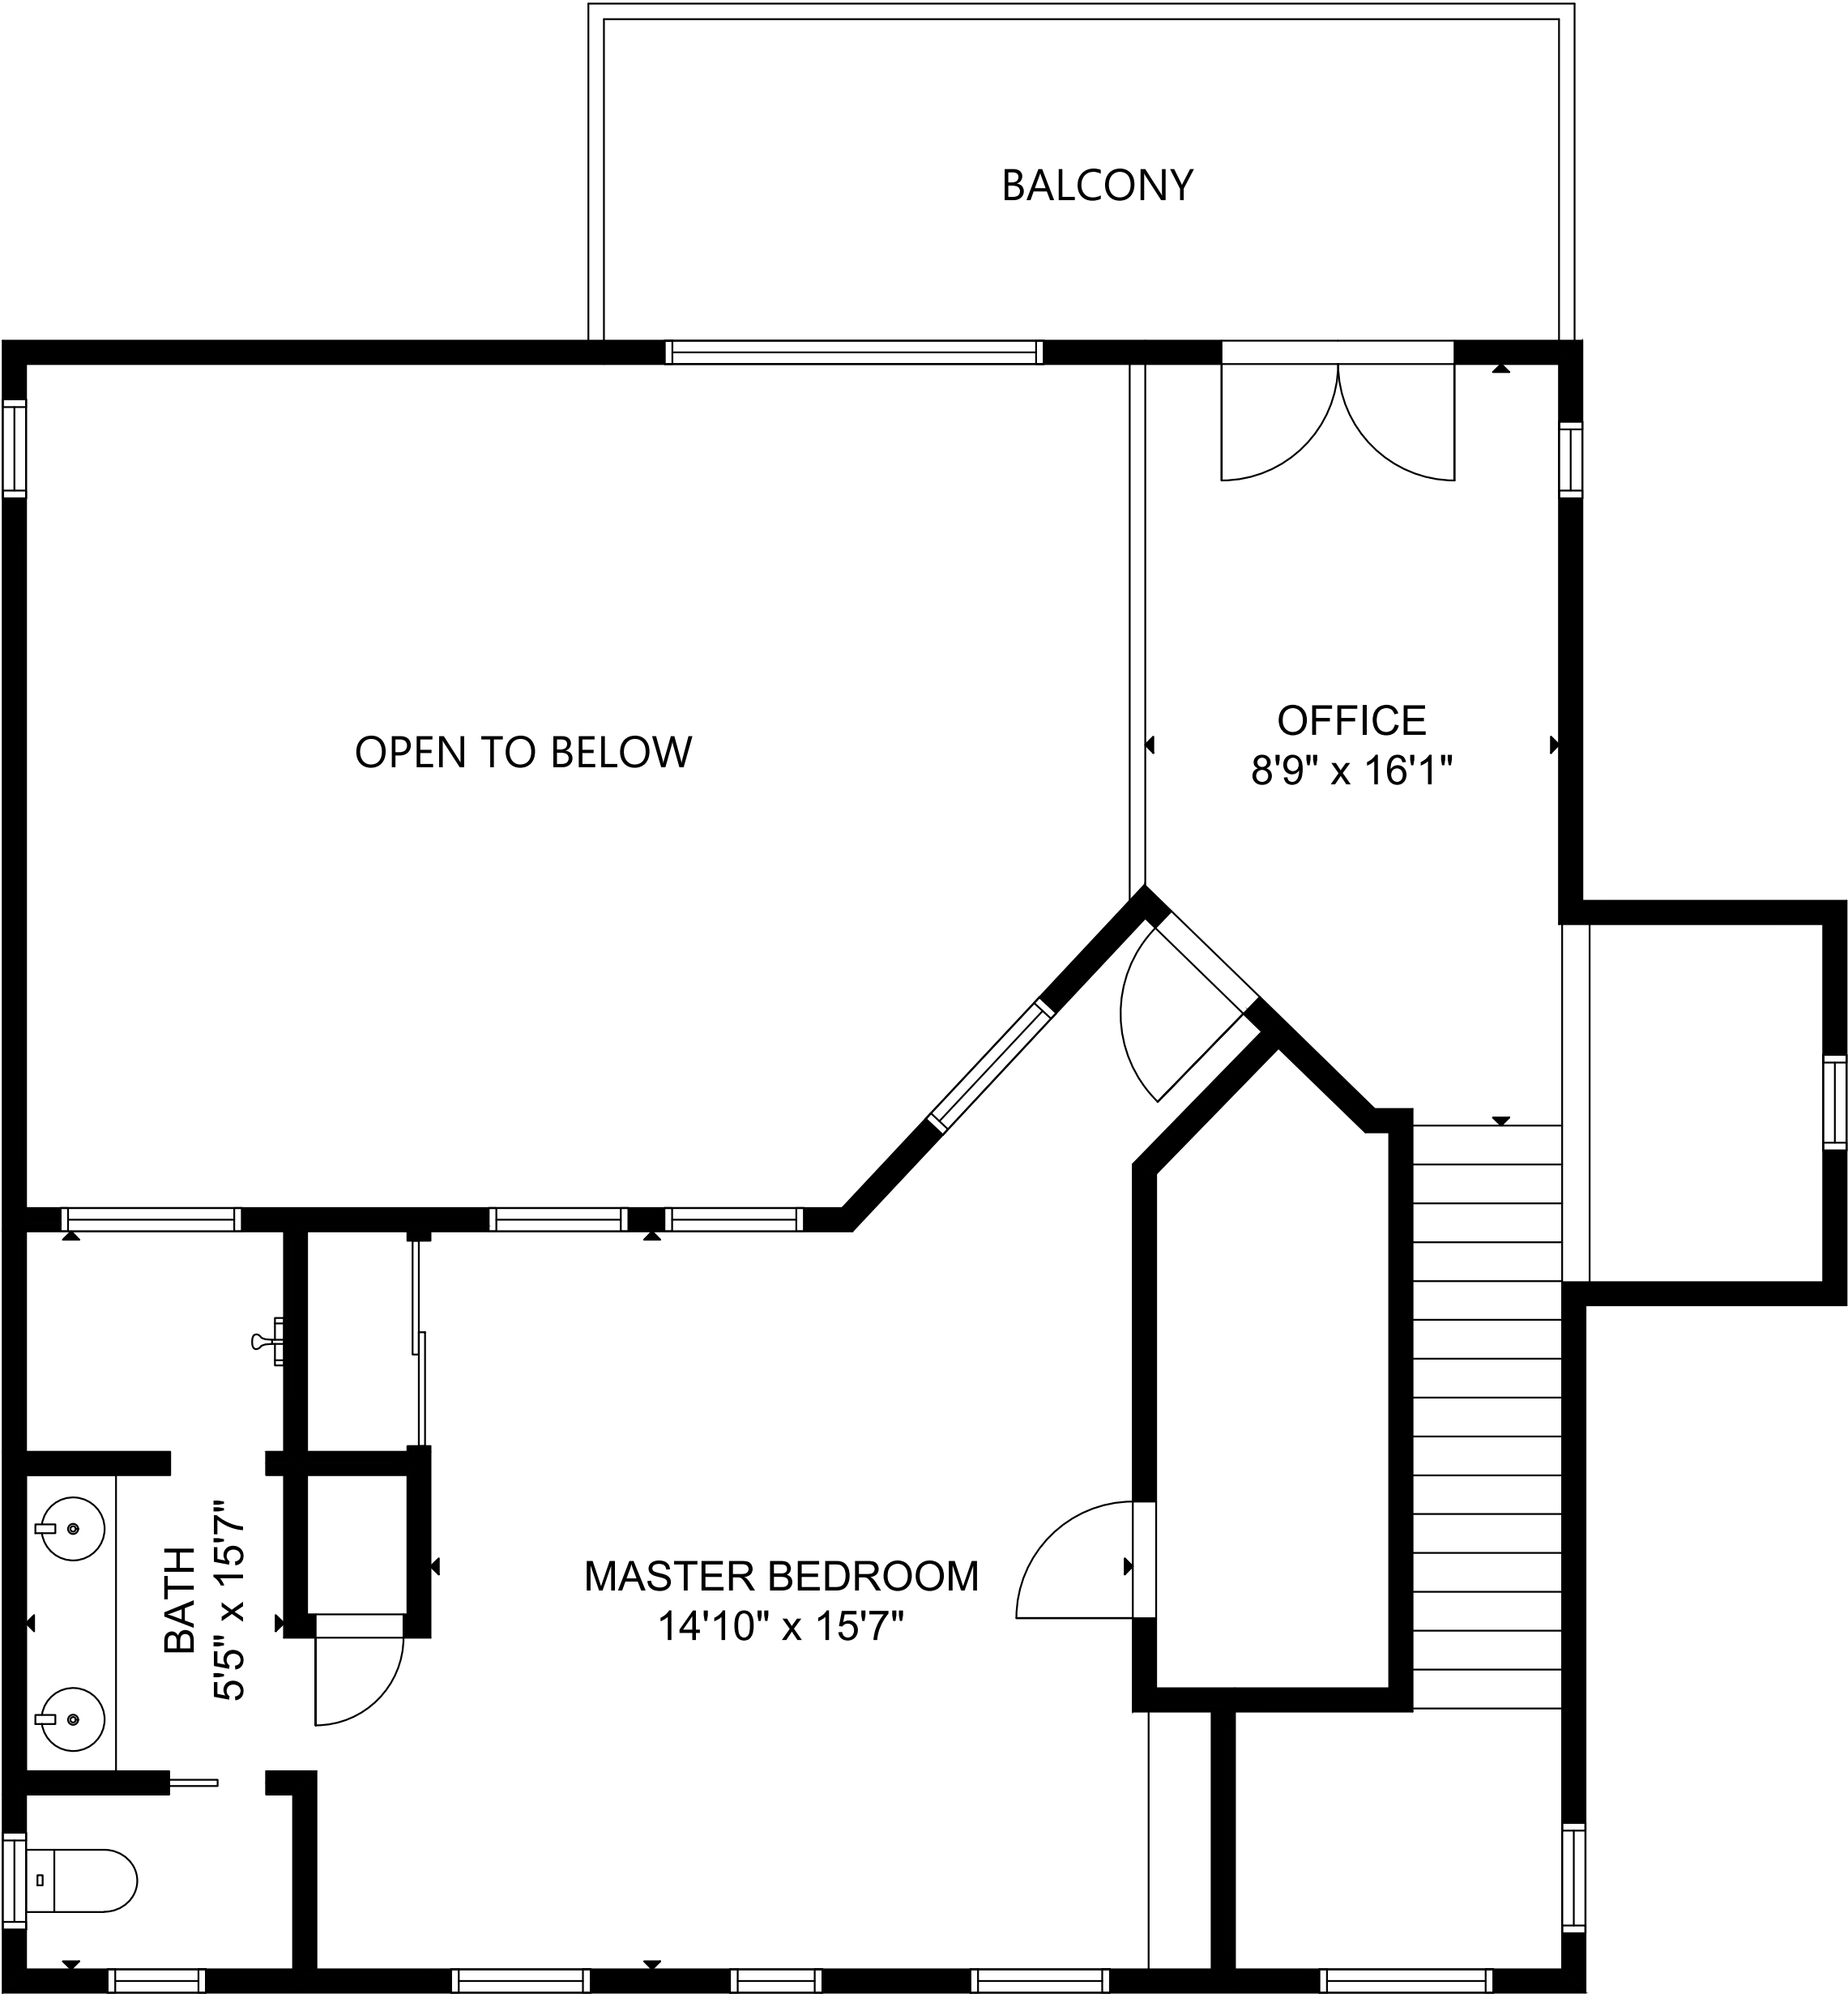 BALCONY
OPEN TO BELOW
OFFICE
8'9" x 16'1"
BATH
5'5" x 15'7"
MASTER BEDROOM
14'10" x 15'7"